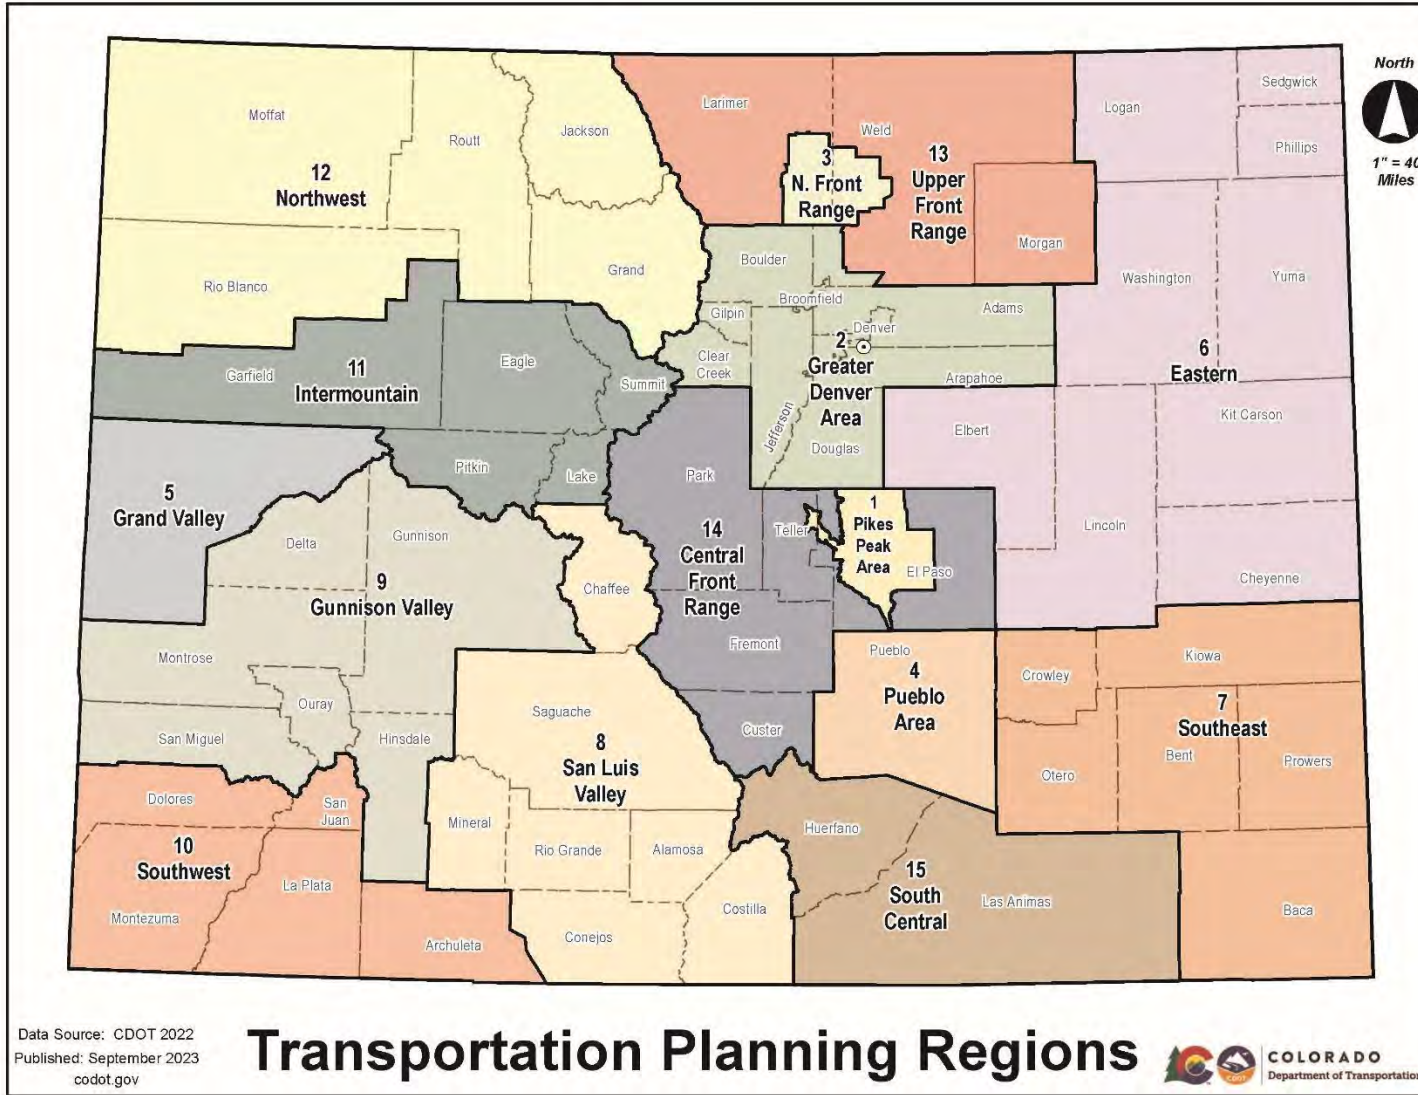 North
1" = 40
Miles
Moffat
Routt
Jackson
Larimer
Weld
Logan
Sedgwick
Phillips
12
Northwest
3
N. Front
Range
13
Upper
Front
Range
Morgan
Washington
Yuma
Rio Blanco
Grand
Boulder
Broomfield
Gilpin
Adams
Denver
Clear
Creek
2
Greater
Denver
Area
Arapahoe
6
Eastern
Garfield
11
Intermountain
Eagle
Summit
Jefferson
Douglas
Elbert
Kit Carson
Pitkin
Lake
Park
5
Grand Valley
Delta
Gunnison
9
Gunnison Valley
Chaffee
14
Central
Front
Range
Teller
1
Pikes
Peak
Area
El Paso
Lincoln
Cheyenne
Montrose
Ouray
San Miguel
Hinsdale
Saguache
8
San Luis
Valley
Fremont
Custer
Pueblo
4
Pueblo
Area
Crowley
Kiowa
7
Southeast
Otero
Bent
Prowers
Dolores
San
Juan
10
Southwest
Mineral
Rio Grande
Alamosa
Huerfano
La Plata
Montezuma
Archuleta
Conejos
Costilla
15
South
Central
Las Animas
Baca
Data Source: CDOT 2022
Published: September 2023
codot.gov
Transportation Planning Regions
CDOT
COLORADO
Department of Transportation